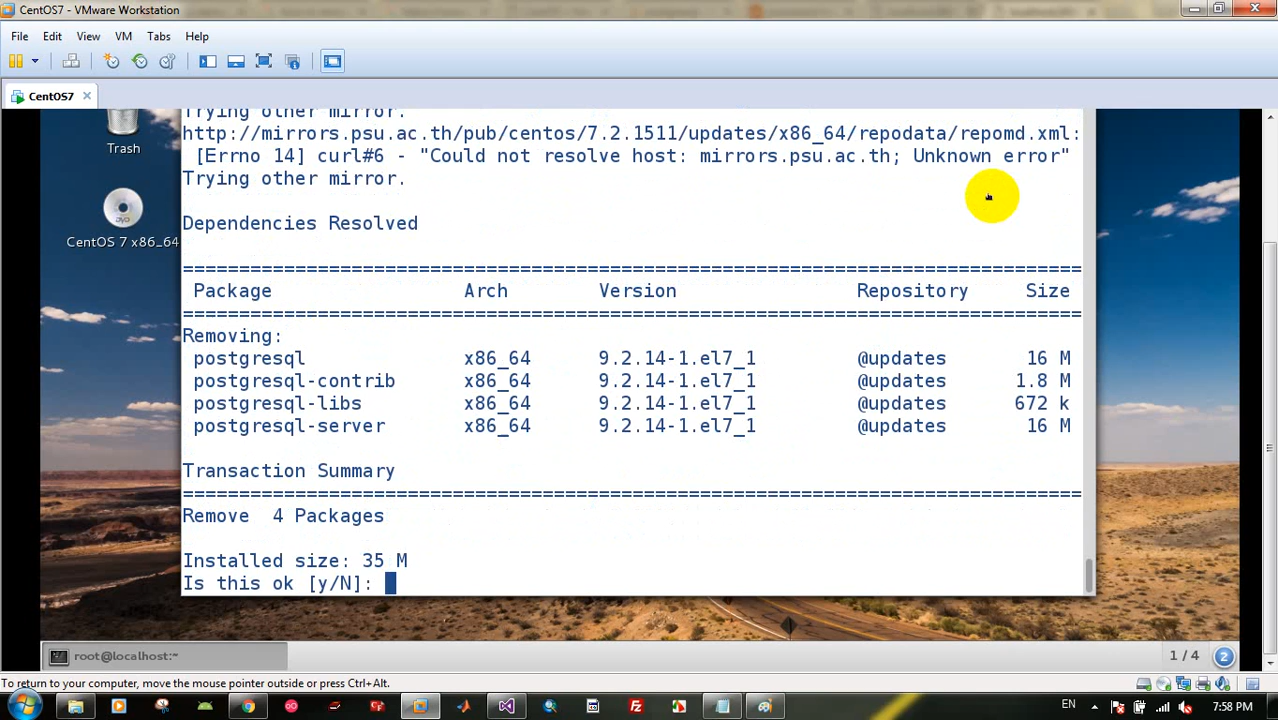 CentOS7 - VMware Workstation
File Edit View VM Tabs Help
CentOS7
Trying other mirror.
http://mirrors.psu.ac.th/pub/centos/7.2.1511/updates/x86_64/repodata/repomd.xml:
[Errno 14] curl#6 - "Could not resolve host: mirrors.psu.ac.th; Unknown error"
Trying other mirror.
Trash
CentOS 7 x86_64
Dependencies Resolved
================================================================================
Package Arch Version Repository Size
================================================================================
Removing:
postgresql x86_64 9.2.14-1.el7_1 @updates 16 M
postgresql-contrib x86_64 9.2.14-1.el7_1 @updates 1.8 M
postgresql-libs x86_64 9.2.14-1.el7_1 @updates 672 k
postgresql-server x86_64 9.2.14-1.el7_1 @updates 16 M
Transaction Summary
================================================================================
Remove 4 Packages
Installed size: 35 M
Is this ok [y/N]:
root@localhost:~
1 / 4
2
To return to your computer, move the mouse pointer outside or press Ctrl+Alt.
EN
7:58 PM